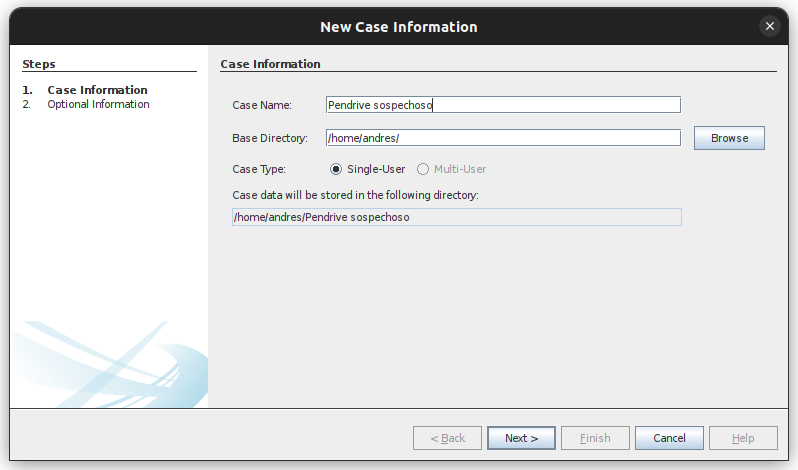 New Case Information
Steps
1. Case Information
2. Optional Information
Case Information
Case Name: Pendrive sospechoso
Base Directory: /home/andres/ Browse
Case Type: Single-User Multi-User
Case data will be stored in the following directory:
/home/andres/Pendrive sospechoso
< Back Next > Finish Cancel Help